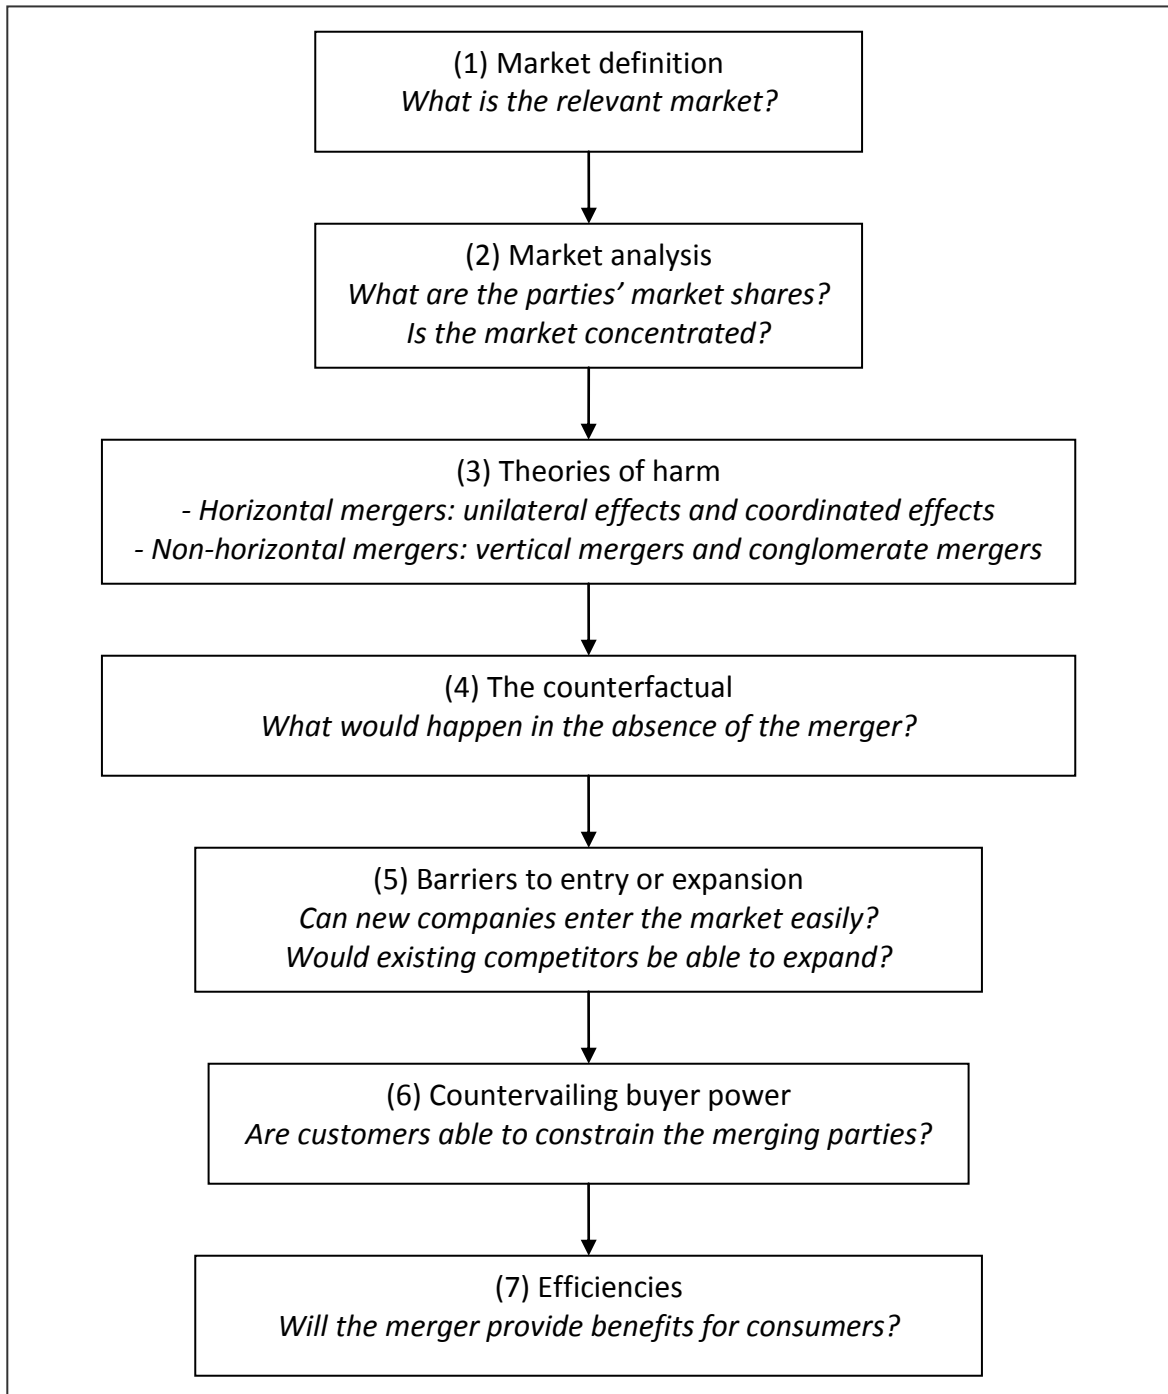 (1) Market definition
What is the relevant market?
(2) Market analysis
What are the parties’ market shares?
Is the market concentrated?
(3) Theories of harm
- Horizontal mergers: unilateral effects and coordinated effects
- Non-horizontal mergers: vertical mergers and conglomerate mergers
(4) The counterfactual
What would happen in the absence of the merger?
(5) Barriers to entry or expansion
Can new companies enter the market easily?
Would existing competitors be able to expand?
(6) Countervailing buyer power
Are customers able to constrain the merging parties?
(7) Efficiencies
Will the merger provide benefits for consumers?